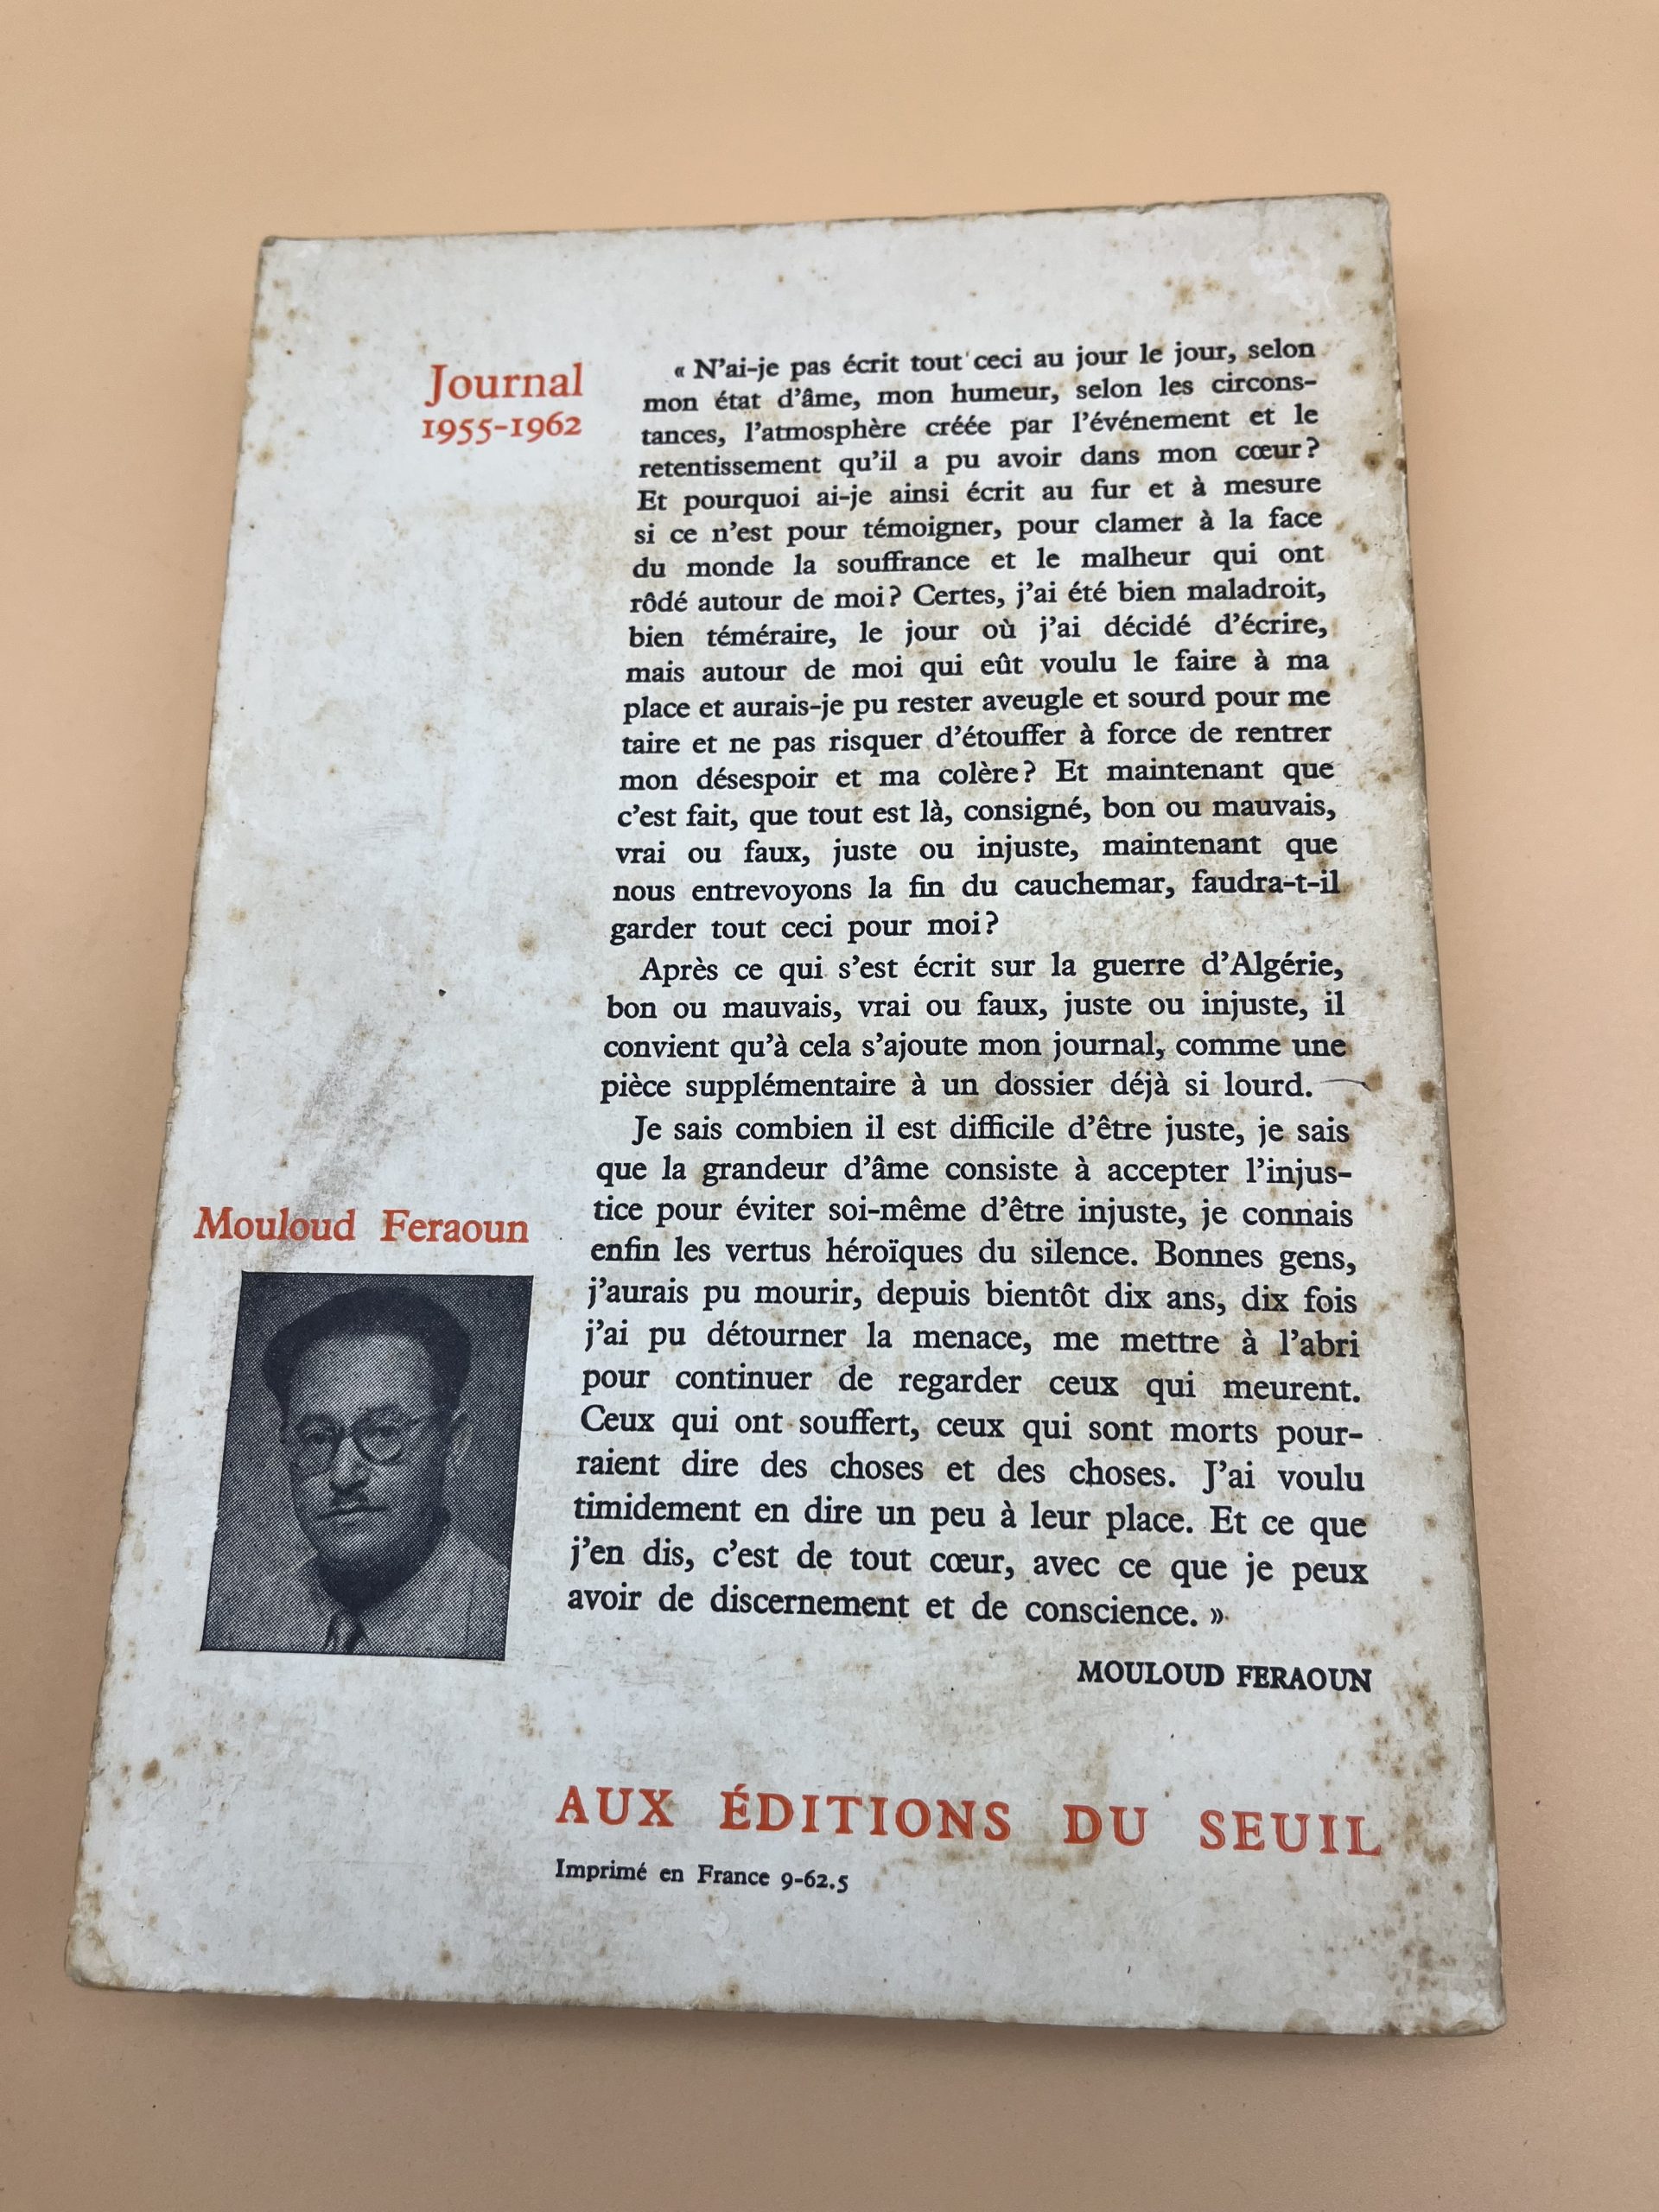 Journal
1955-1962
« N'ai-je pas écrit tout ceci au jour le jour, selon
mon état d'âme, mon humeur, selon les circons-
tances, l'atmosphère créée par l'événement et le
retentissement qu'il a pu avoir dans mon cœur?
Et pourquoi ai-je ainsi écrit au fur et à mesure
si ce n'est pour témoigner, pour clamer à la face
du monde la souffrance et le malheur qui ont
rôdé autour de moi? Certes, j'ai été bien maladroit,
bien téméraire, le jour où j'ai décidé d'écrire,
mais autour de moi qui eût voulu le faire à ma
place et aurais-je pu rester aveugle et sourd pour me
taire et ne pas risquer d'étouffer à force de rentrer
mon désespoir et ma colère? Et maintenant que
c'est fait, que tout est là, consigné, bon ou mauvais,
vrai ou faux, juste ou injuste, maintenant que
nous entrevoyons la fin du cauchemar, faudra-t-il
garder tout ceci pour moi?
Après ce qui s'est écrit sur la guerre d'Algérie,
bon ou mauvais, vrai ou faux, juste ou injuste, il
convient qu'à cela s'ajoute mon journal, comme une
pièce supplémentaire à un dossier déjà si lourd.
Je sais combien il est difficile d'être juste, je sais
que la grandeur d'âme consiste à accepter l'injus-
tice pour éviter soi-même d'être injuste, je connais
enfin les vertus héroïques du silence. Bonnes gens,
j'aurais pu mourir, depuis bientôt dix ans, dix fois
j'ai pu détourner la menace, me mettre à l'abri
pour continuer de regarder ceux qui meurent.
Ceux qui ont souffert, ceux qui sont morts pour-
raient dire des choses et des choses. J'ai voulu
timidement en dire un peu à leur place. Et ce que
j'en dis, c'est de tout cœur, avec ce que je peux
avoir de discernement et de conscience. »
MOULOUD FERAOUN
Mouloud Feraoun
AUX ÉDITIONS DU SEUIL
Imprimé en France 9-62.5